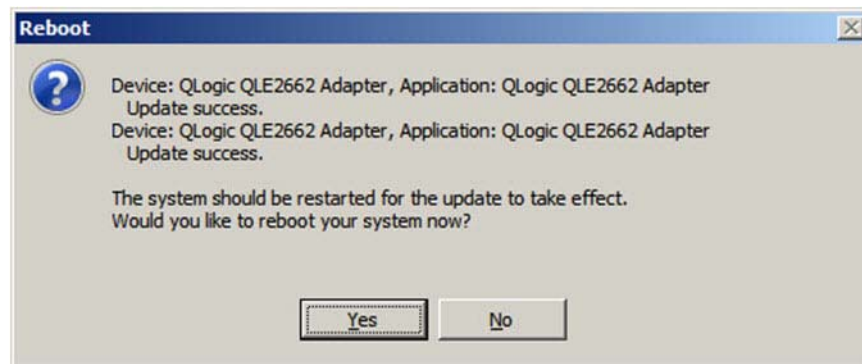 Reboot
Device: QLogic QLE2662 Adapter, Application: QLogic QLE2662 Adapter
Update success.
Device: QLogic QLE2662 Adapter, Application: QLogic QLE2662 Adapter
Update success.
The system should be restarted for the update to take effect.
Would you like to reboot your system now?
Yes No